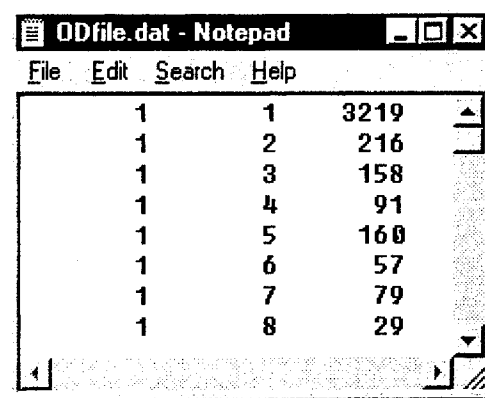 ODfile.dat - Notepad
File Edit Search Help
1 1 3219
1 2 216
1 3 158
1 4 91
1 5 160
1 6 57
1 7 79
1 8 29